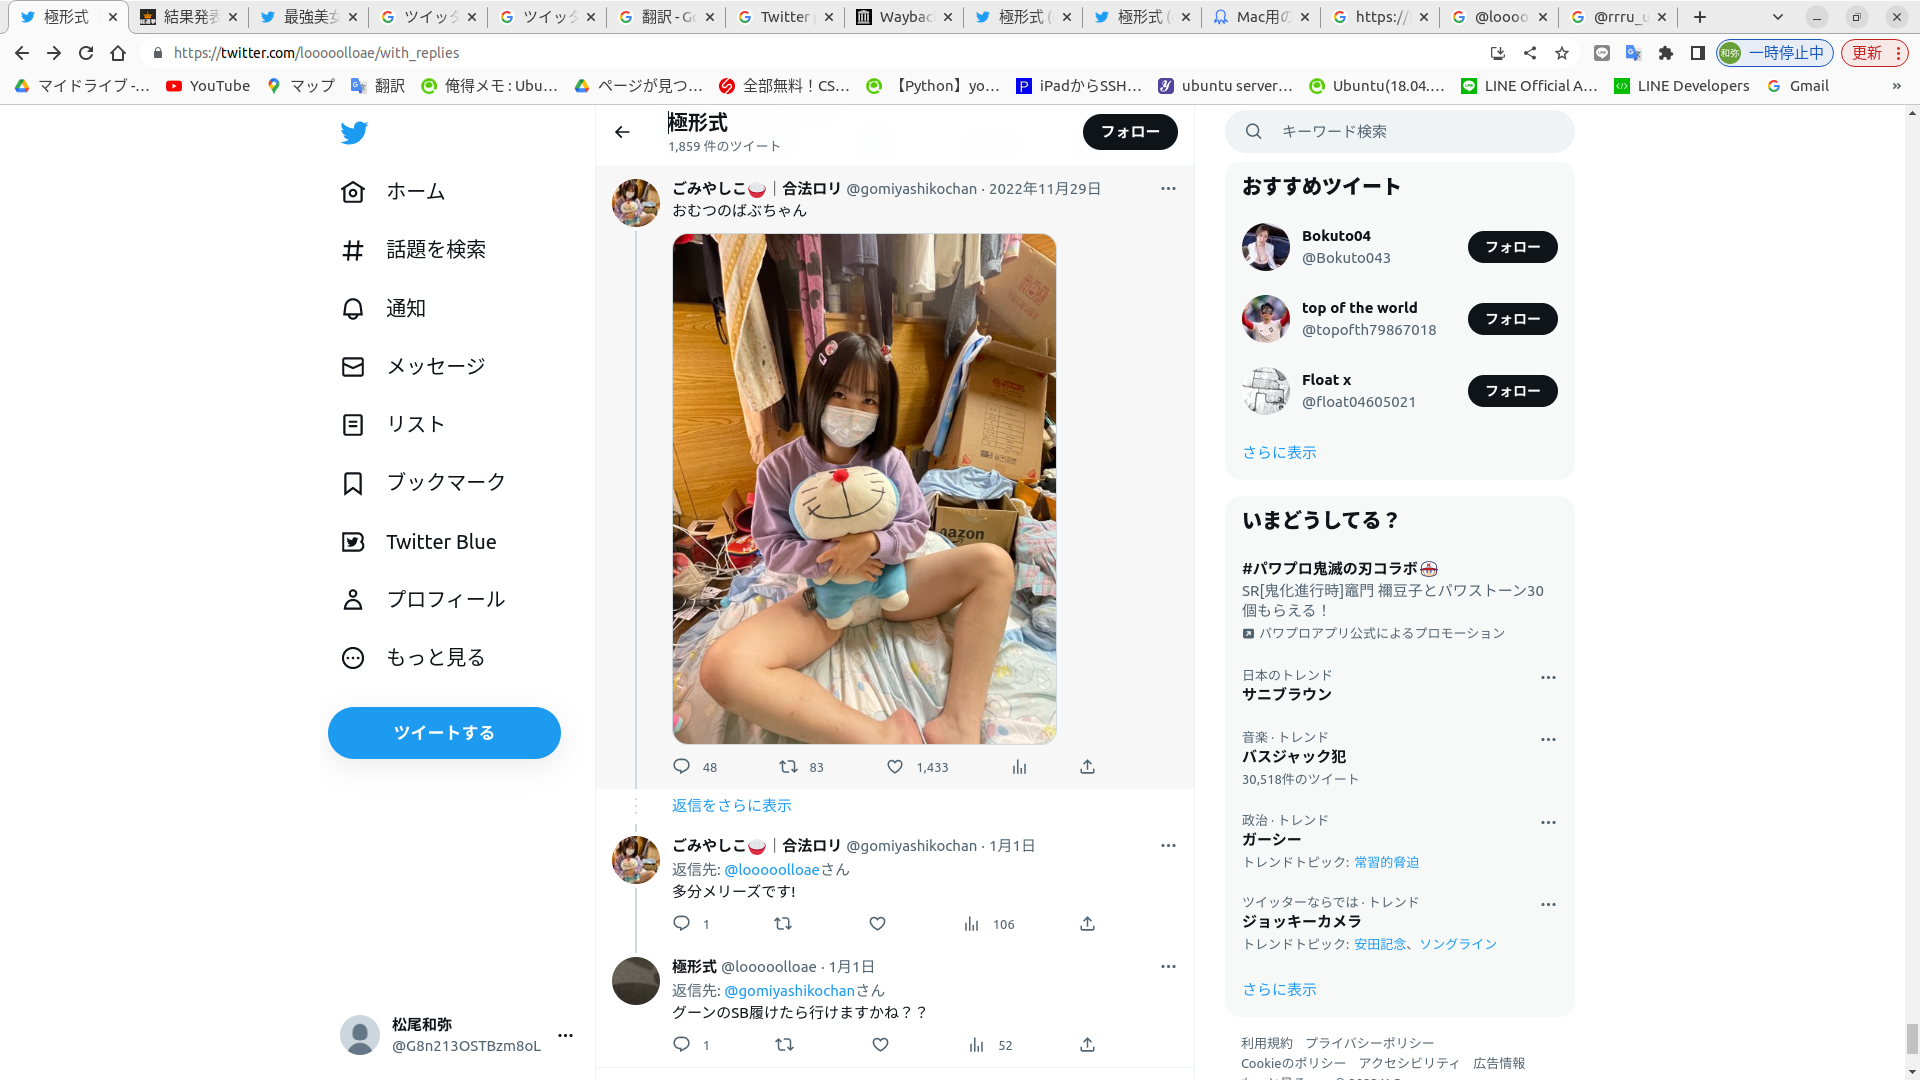 極形式
結果発表
最強美女
ツイッタ
ツイッタ
翻訳 - Go
Twitter
Wayba
極形式 (
極形式 (
Mac用の
https://
@loooo
@rrru_u
https://twitter.com/looooolloae/with_replies
和弥
一時停止中
更新
マイドライブ -...
YouTube
マップ
翻訳
俺得メモ : Ubu...
ページが見つ...
全部無料！CS...
【Python】yo...
iPadからSSH...
ubuntu server...
Ubuntu(18.04....
LINE Official A...
LINE Developers
Gmail
»
ホーム
話題を検索
通知
メッセージ
リスト
ブックマーク
Twitter Blue
プロフィール
もっと見る
ツイートする
松尾和弥
@G8n213OSTBzm8oL
極形式
1,859 件のツイート
フォロー
ごみやしこ🍚｜合法ロリ @gomiyashikochan · 2022年11月29日
おむつのばぶちゃん
amazon
48 83 1,433
返信をさらに表示
ごみやしこ🍚｜合法ロリ @gomiyashikochan · 1月1日
返信先: @looooolloaeさん
多分メリーズです!
1 106
極形式 @looooolloae · 1月1日
返信先: @gomiyashikochanさん
グーンのSB履けたら行けますかね？？
1 52
キーワード検索
おすすめツイート
Bokuto04
@Bokuto043
フォロー
top of the world
@topofth79867018
フォロー
Float x
@float04605021
フォロー
さらに表示
いまどうしてる？
#パワプロ鬼滅の刃コラボ
SR[鬼化進行時]竈門 禰豆子とパワストーン30
個もらえる！
パワプロアプリ公式によるプロモーション
日本のトレンド
サニブラウン
音楽 · トレンド
バスジャック犯
30,518件のツイート
政治 · トレンド
ガーシー
トレンドトピック: 常習的脅迫
ツイッターならでは · トレンド
ジョッキーカメラ
トレンドトピック: 安田記念、ソングライン
さらに表示
利用規約 プライバシーポリシー
Cookieのポリシー アクセシビリティ 広告情報